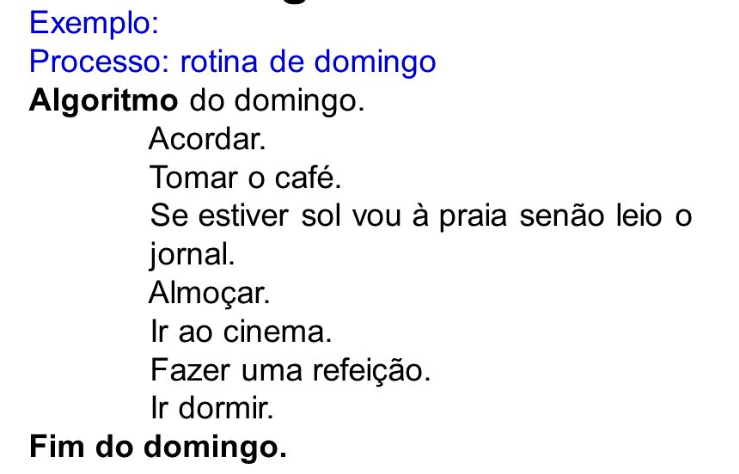 Exemplo:
Processo: rotina de domingo
Algoritmo do domingo.
Acordar.
Tomar o café.
Se estiver sol vou à praia senão leio o
jornal.
Almoçar.
Ir ao cinema.
Fazer uma refeição.
Ir dormir.
Fim do domingo.